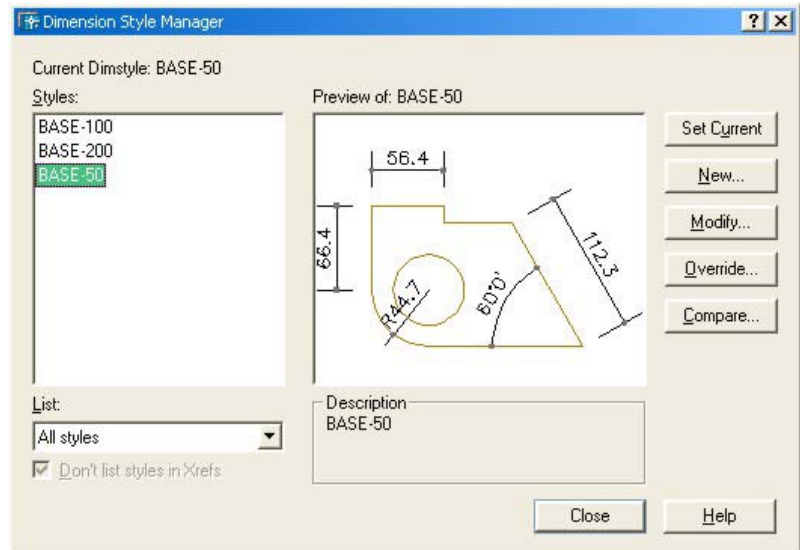 Dimension Style Manager
Current Dimstyle: BASE-50
Styles:
BASE-100
BASE-200
BASE-50
Preview of: BASE-50
56.4
66.4
R44.7
60°0'
112.3
Set Current
New...
Modify...
Override...
Compare...
List:
All styles
Don't list styles in Xrefs
Description
BASE-50
Close
Help